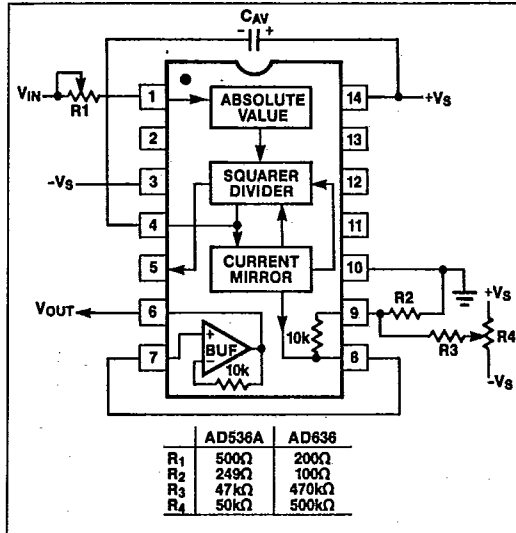 CAV
- +
VIN
R1
1
14
+VS
ABSOLUTE
VALUE
2
13
-VS
3
12
SQUARER
DIVIDER
4
11
5
10
CURRENT
MIRROR
VOUT
6
9
R2
+VS
10k
R3
R4
7
+
-
BUF
10k
8
-VS
AD536A AD636
R1 500Ω 200Ω
R2 249Ω 100Ω
R3 47kΩ 470kΩ
R4 50kΩ 500kΩ